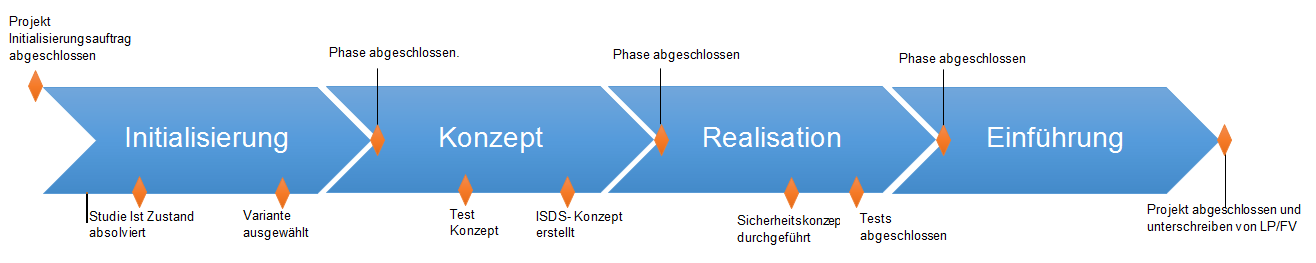 Projekt
Initialisierungsauftrag
abgeschlossen
Phase abgeschlossen.
Phase abgeschlossen
Phase abgeschlossen
Initialisierung
Konzept
Realisation
Einführung
Studie Ist Zustand
absolviert
Variante
ausgewählt
Test
Konzept
ISDS- Konzept
erstellt
Sicherheitskonzep
durchgeführt
Tests
abgeschlossen
Projekt abgeschlossen und
unterschreiben von LP/FV